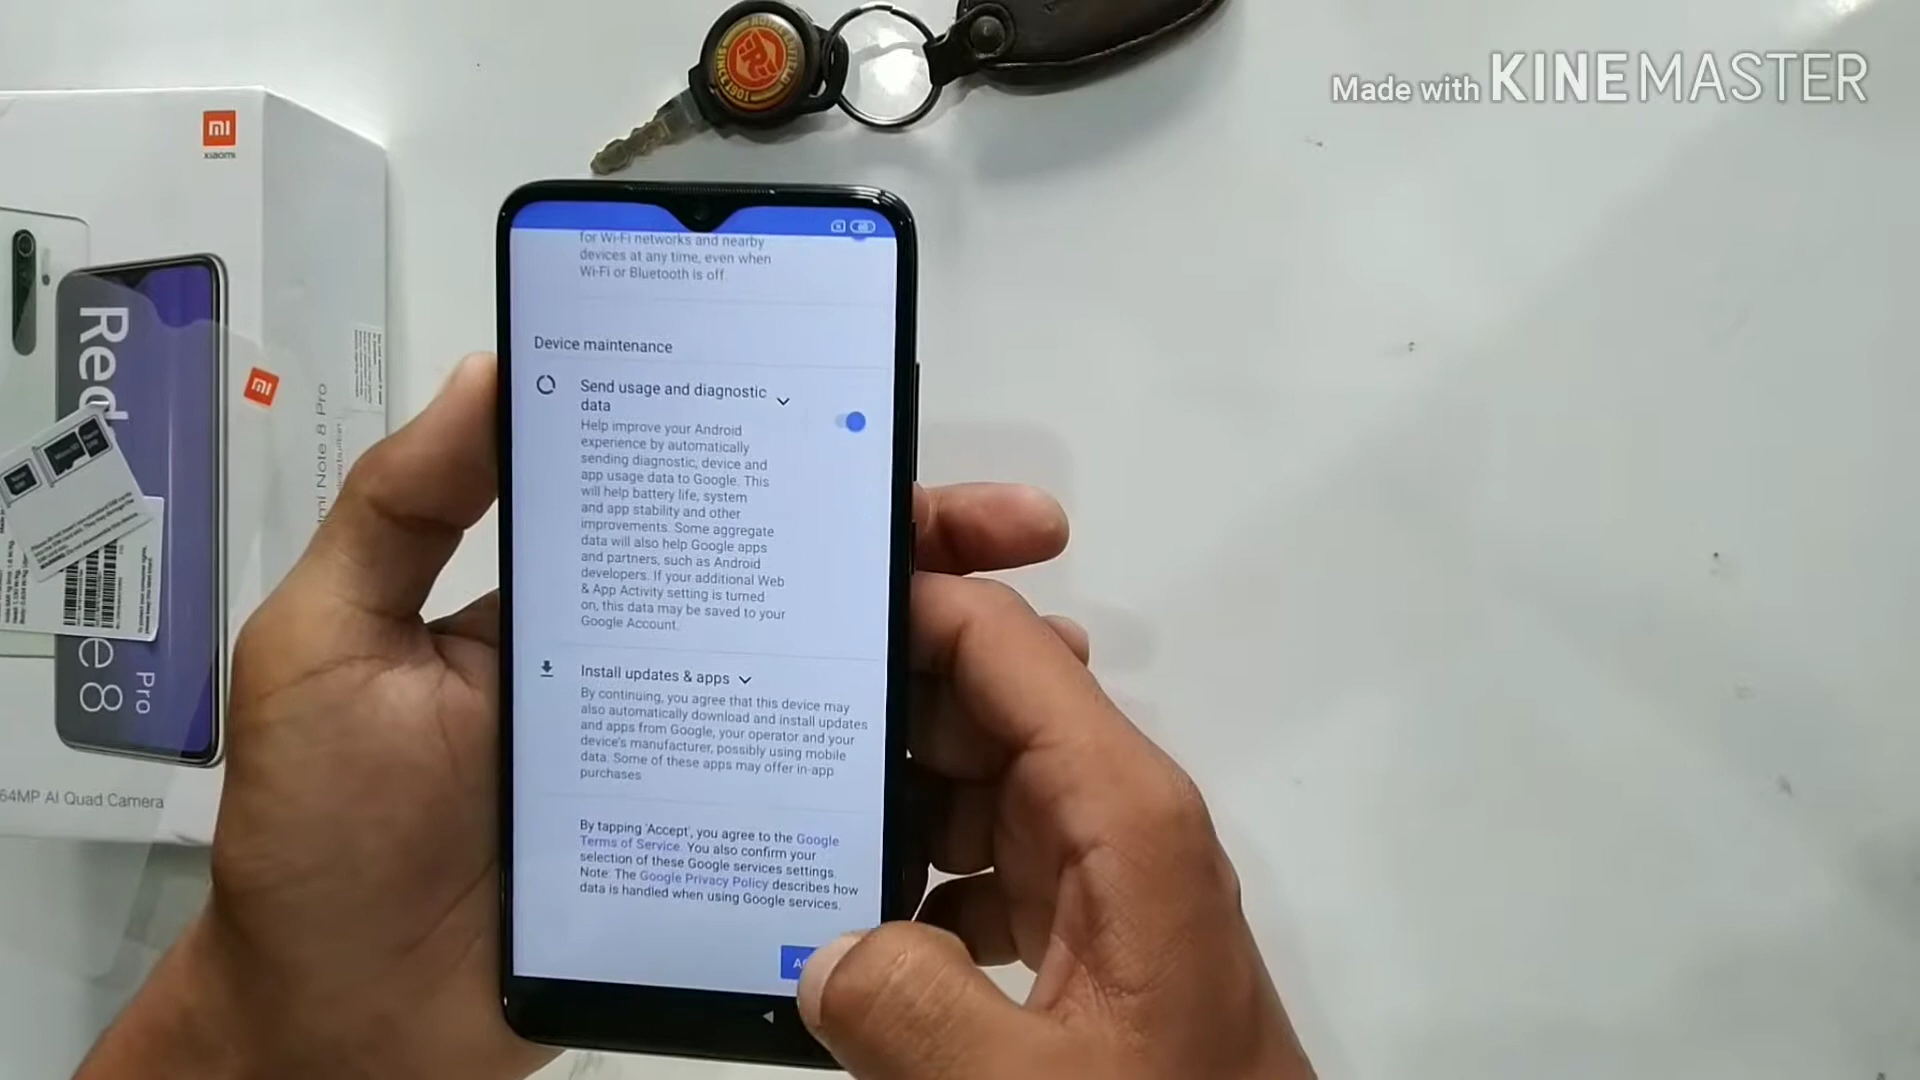 Made with KINEMASTER
ROYAL ENFIELD
SINCE 1901
mi
xiaomi
Redmi Note 8 Pro
mi
64MP AI Quad Camera
for Wi-Fi networks and nearby
devices at any time, even when
Wi-Fi or Bluetooth is off.
Device maintenance
Send usage and diagnostic
data
Help improve your Android
experience by automatically
sending diagnostic, device and
app usage data to Google. This
will help battery life, system
and app stability and other
improvements. Some aggregate
data will also help Google apps
and partners, such as Android
developers. If your additional Web
& App Activity setting is turned
on, this data may be saved to your
Google Account.
Install updates & apps
By continuing, you agree that this device may
also automatically download and install updates
and apps from Google, your operator and your
device's manufacturer, possibly using mobile
data. Some of these apps may offer in-app
purchases
By tapping 'Accept', you agree to the Google
Terms of Service. You also confirm your
selection of these Google services settings.
Note: The Google Privacy Policy describes how
data is handled when using Google services.